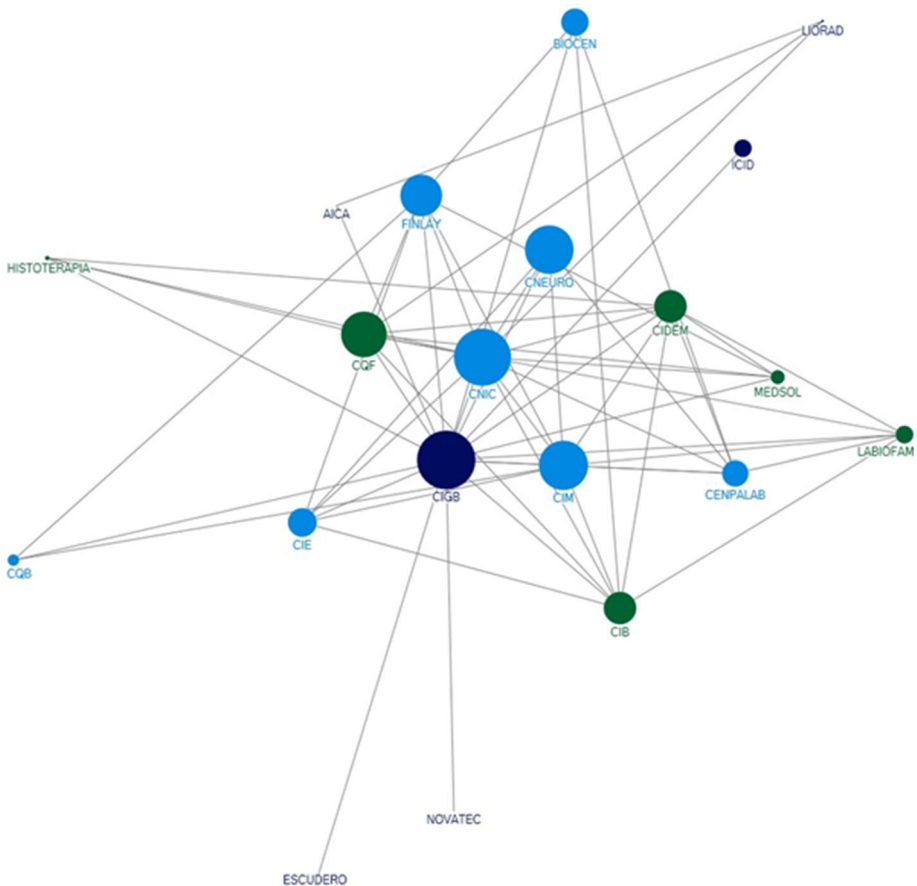 LIORAD
BIOCEN
ICID
AICA
FINLAY
HISTOTERAPIA
CNEURO
CIDEM
CQF
CNIC
MEDSOL
LABIOFAM
CIGB
CIM
CENPALAB
CIE
CQB
CIB
NOVATEC
ESCUDERO